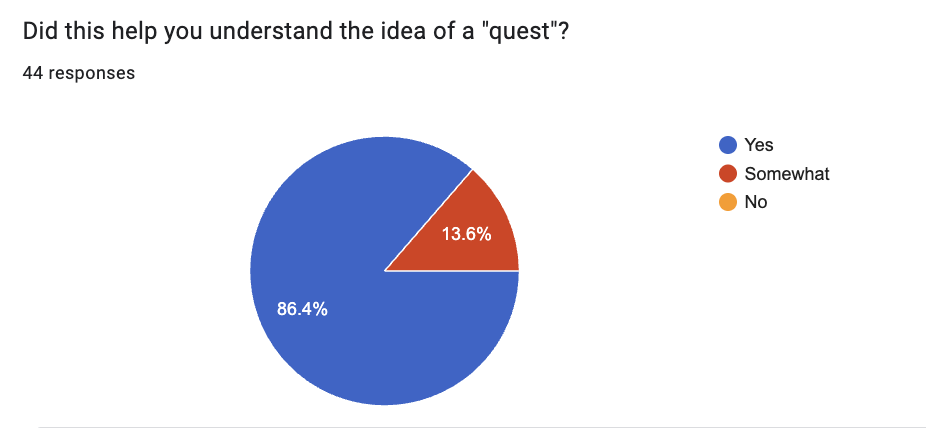 Did this help you understand the idea of a "quest"?
44 responses
Yes
Somewhat
No
13.6%
86.4%